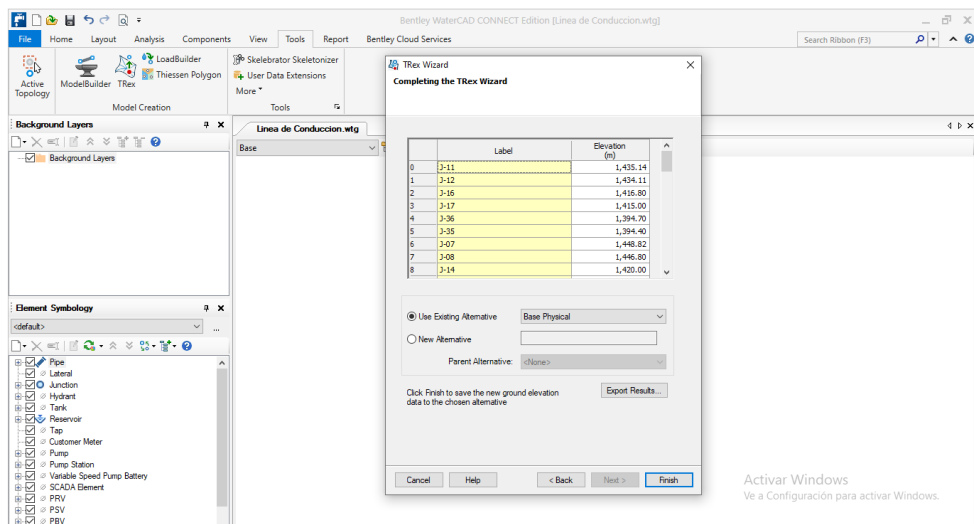 Bentley WaterCAD CONNECT Edition [Linea de Conduccion.wtg]
File Home Layout Analysis Components View Tools Report Bentley Cloud Services
Search Ribbon (F3)
Active Topology
ModelBuilder
TRex
LoadBuilder
Thiessen Polygon
Model Creation
Skelebrator Skeletonizer
User Data Extensions
More
Tools
Background Layers
Background Layers
Linea de Conduccion.wtg
Base
TRex Wizard
Completing the TRex Wizard
Label Elevation (m)
0 J-11 1,435.14
1 J-12 1,434.11
2 J-16 1,416.80
3 J-17 1,415.00
4 J-36 1,394.70
5 J-35 1,394.40
6 J-07 1,448.82
7 J-08 1,446.80
8 J-14 1,420.00
Use Existing Alternative Base Physical
New Alternative
Parent Alternative: <None>
Click Finish to save the new ground elevation
data to the chosen alternative
Export Results...
Cancel Help < Back Next > Finish
Element Symbology
<default>
...
Pipe
Lateral
Junction
Hydrant
Tank
Reservoir
Tap
Customer Meter
Pump
Pump Station
Variable Speed Pump Battery
SCADA Element
PRV
PSV
PBV
Activar Windows
Ve a Configuración para activar Windows.